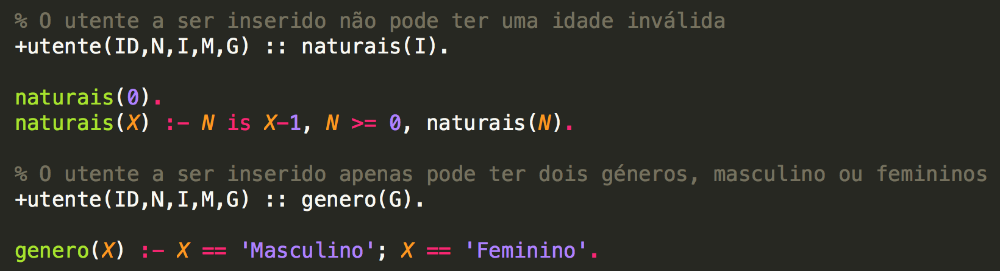 % O utente a ser inserido não pode ter uma idade inválida
+utente(ID,N,I,M,G) :: naturais(I).
naturais(0).
naturais(X) :- N is X-1, N >= 0, naturais(N).
% O utente a ser inserido apenas pode ter dois géneros, masculino ou femininos
+utente(ID,N,I,M,G) :: genero(G).
genero(X) :- X == 'Masculino'; X == 'Feminino'.